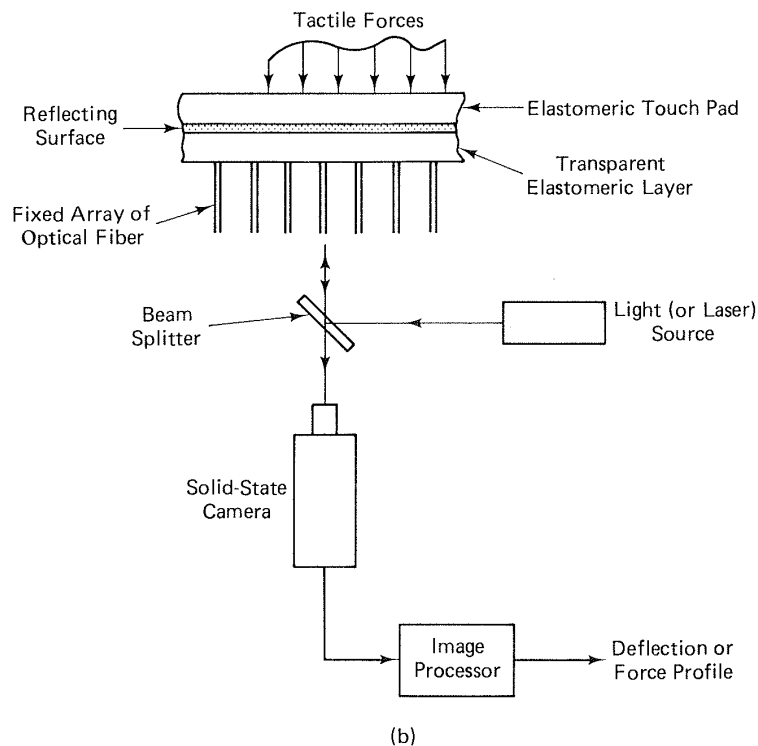 Tactile Forces
Reflecting
Surface
Elastomeric Touch Pad
Transparent
Elastomeric Layer
Fixed Array of
Optical Fiber
Beam
Splitter
Light (or Laser)
Source
Solid-State
Camera
Image
Processor
Deflection or
Force Profile
(b)